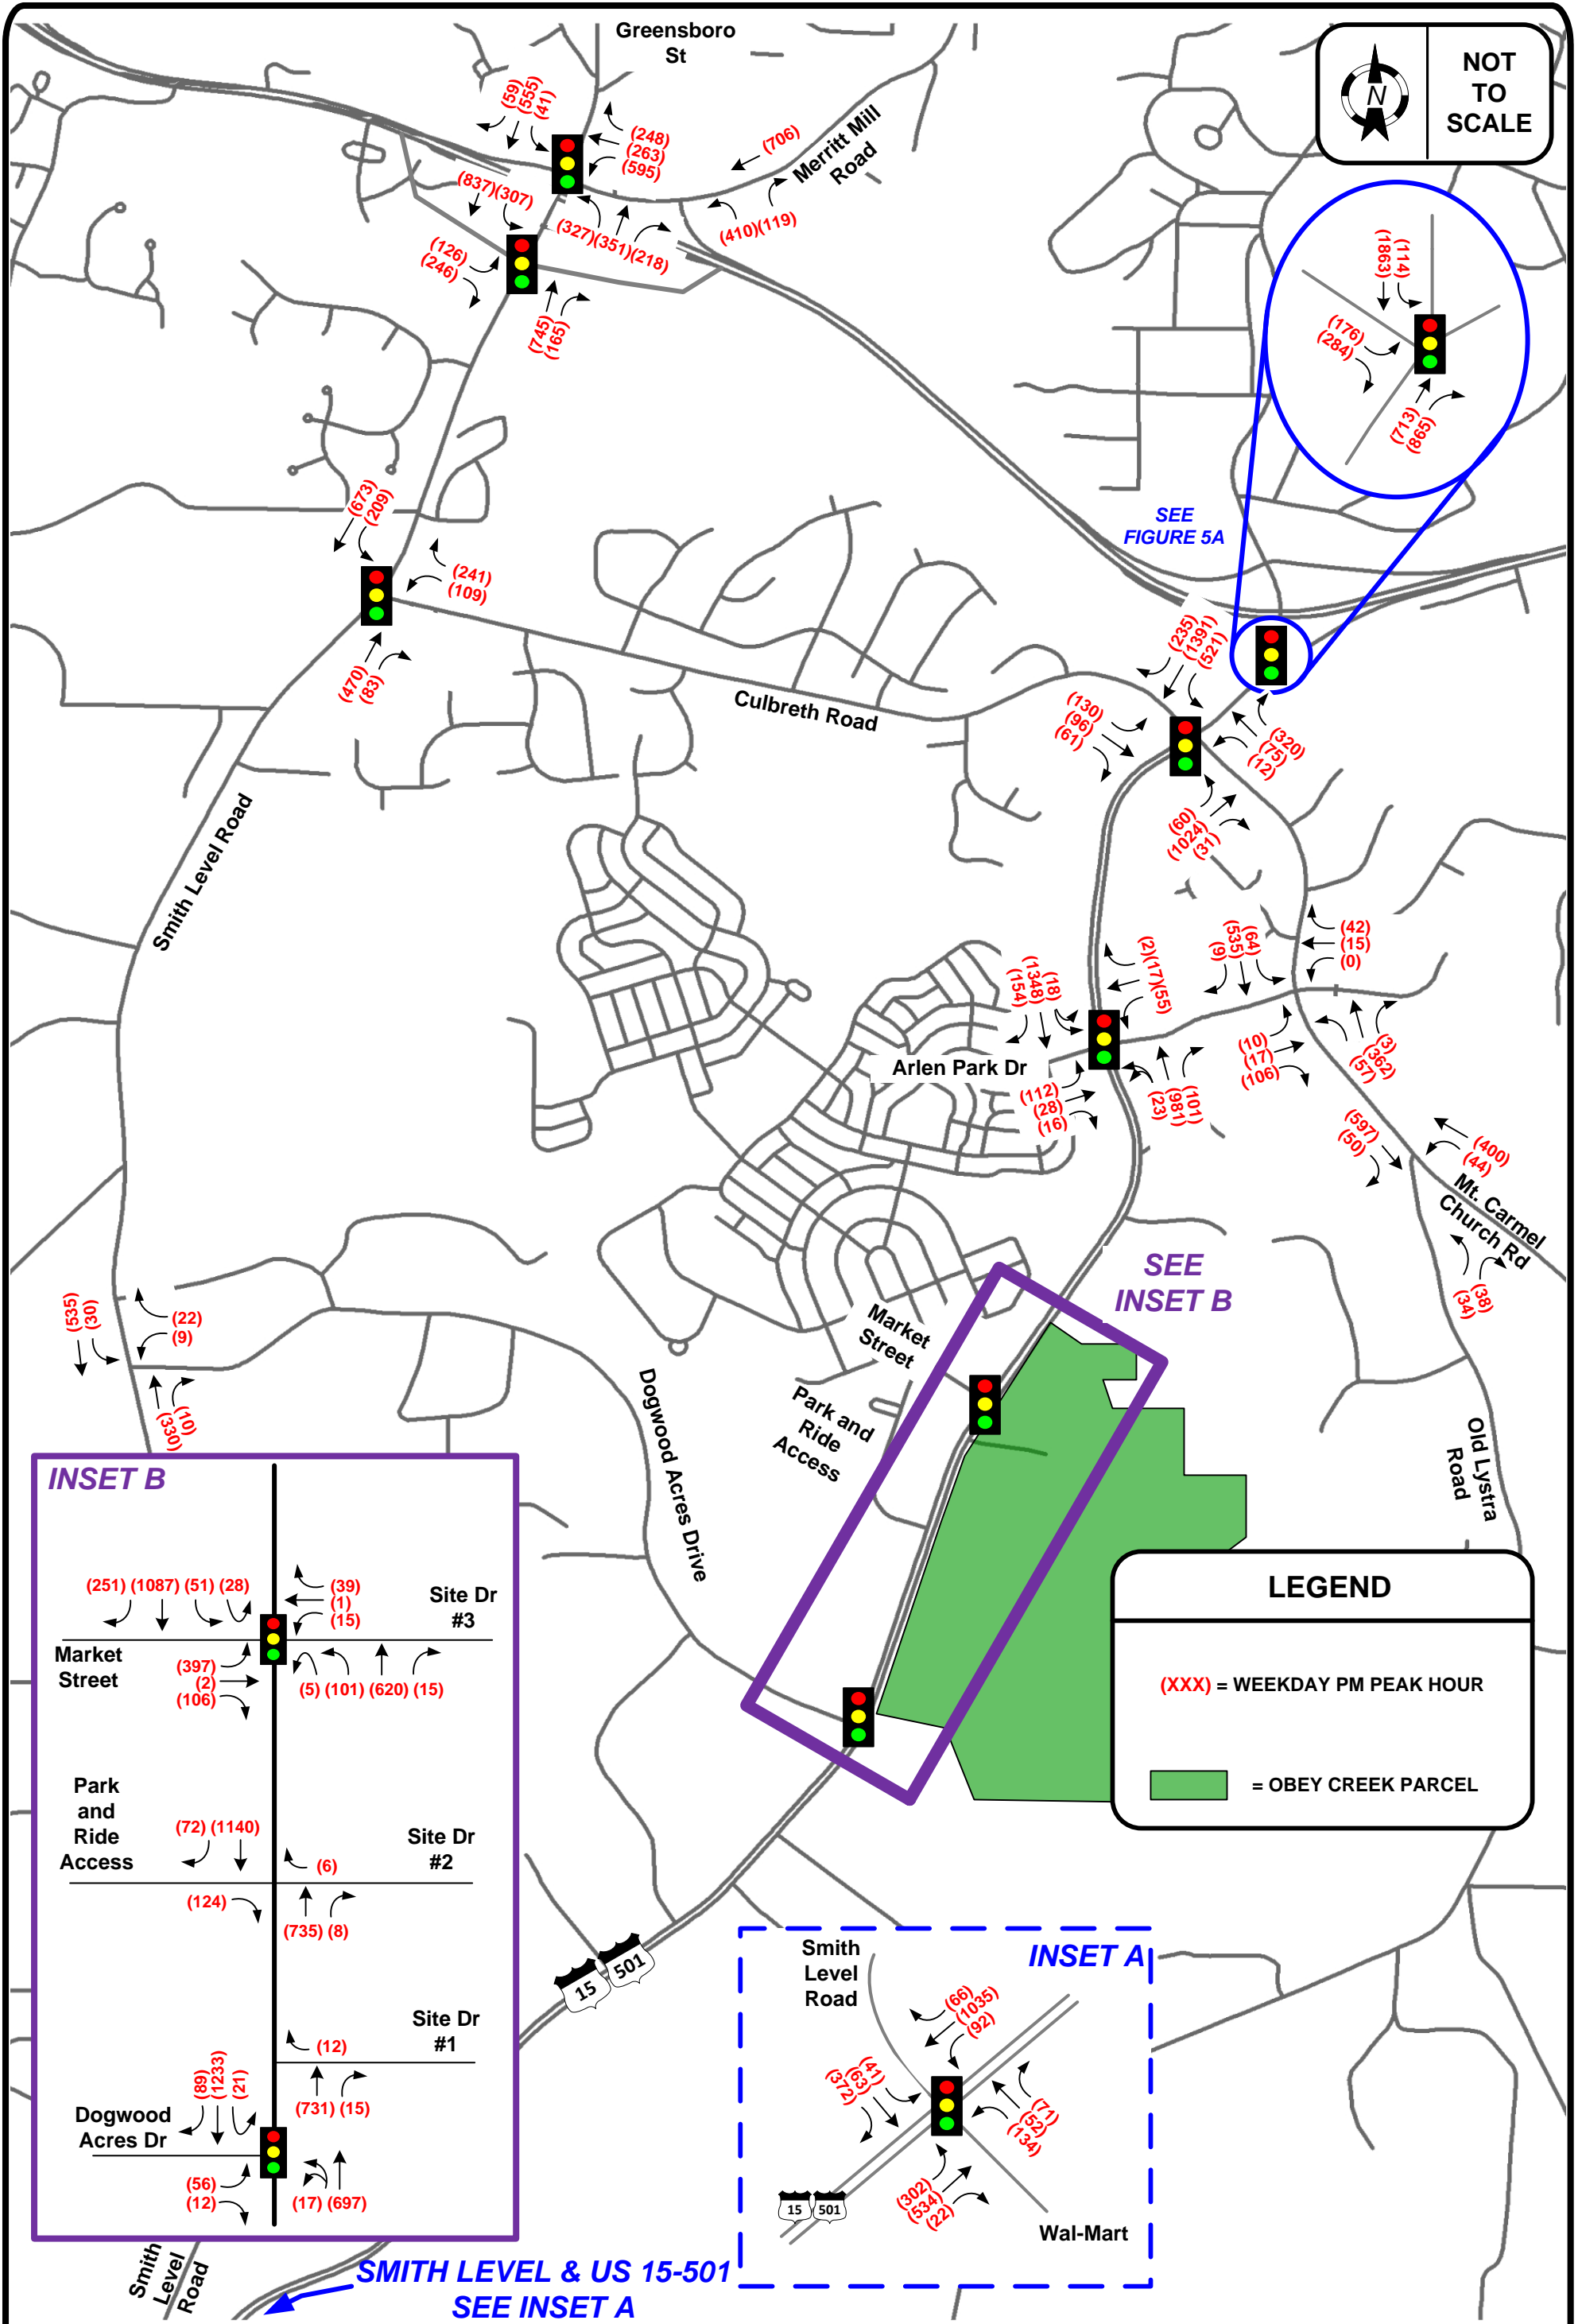 Greensboro
St
NOT
TO
SCALE
N
(59)
(555)
(41)
(248)
(263)
(595)
(706)
Merritt Mill
Road
(837)(307)
(327)(351)(218)
(410)(119)
(126)
(246)
(745)
(165)
(1863)
(114)
(176)
(284)
(713)
(865)
SEE
FIGURE 5A
(673)
(209)
(241)
(109)
(470)
(83)
Culbreth Road
(235)
(1391)
(521)
(130)
(96)
(61)
(320)
(75)
(12)
(60)
(1024)
(31)
Smith Level Road
(2)(17)(55)
(9)
(535)
(64)
(42)
(15)
(0)
(154)
(1348)
(18)
Arlen Park Dr
(112)
(28)
(16)
(23)
(981)
(101)
(10)
(17)
(106)
(57)
(362)
(3)
(597)
(50)
(400)
(44)
Mt. Carmel
Church Rd
(34)
(38)
SEE
INSET B
(535)
(30)
(22)
(9)
(330)
(10)
Market
Street
Park and
Ride
Access
Dogwood Acres Drive
Old Lystra
Road
INSET B
(251) (1087) (51) (28)
(39)
(1)
(15)
Site Dr
#3
Market
Street
(397)
(2)
(106)
(5) (101) (620) (15)
Park
and
Ride
Access
(72) (1140)
(6)
Site Dr
#2
(124)
(735) (8)
Site Dr
#1
(12)
(731) (15)
(89)
(1233)
(21)
Dogwood
Acres Dr
(56)
(12)
(17) (697)
LEGEND
(XXX) = WEEKDAY PM PEAK HOUR
= OBEY CREEK PARCEL
15
501
INSET A
Smith
Level
Road
(66)
(1035)
(92)
(41)
(63)
(372)
(71)
(52)
(134)
(302)
(534)
(22)
15 501
Wal-Mart
Smith
Level
Road
SMITH LEVEL & US 15-501
SEE INSET A